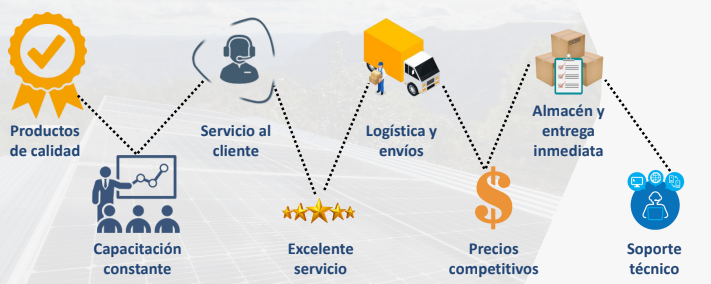 Productos
de calidad
Capacitación
constante
Servicio al
cliente
Excelente
servicio
Logística y
envíos
Precios
competitivos
Almacén y
entrega
inmediata
Soporte
técnico